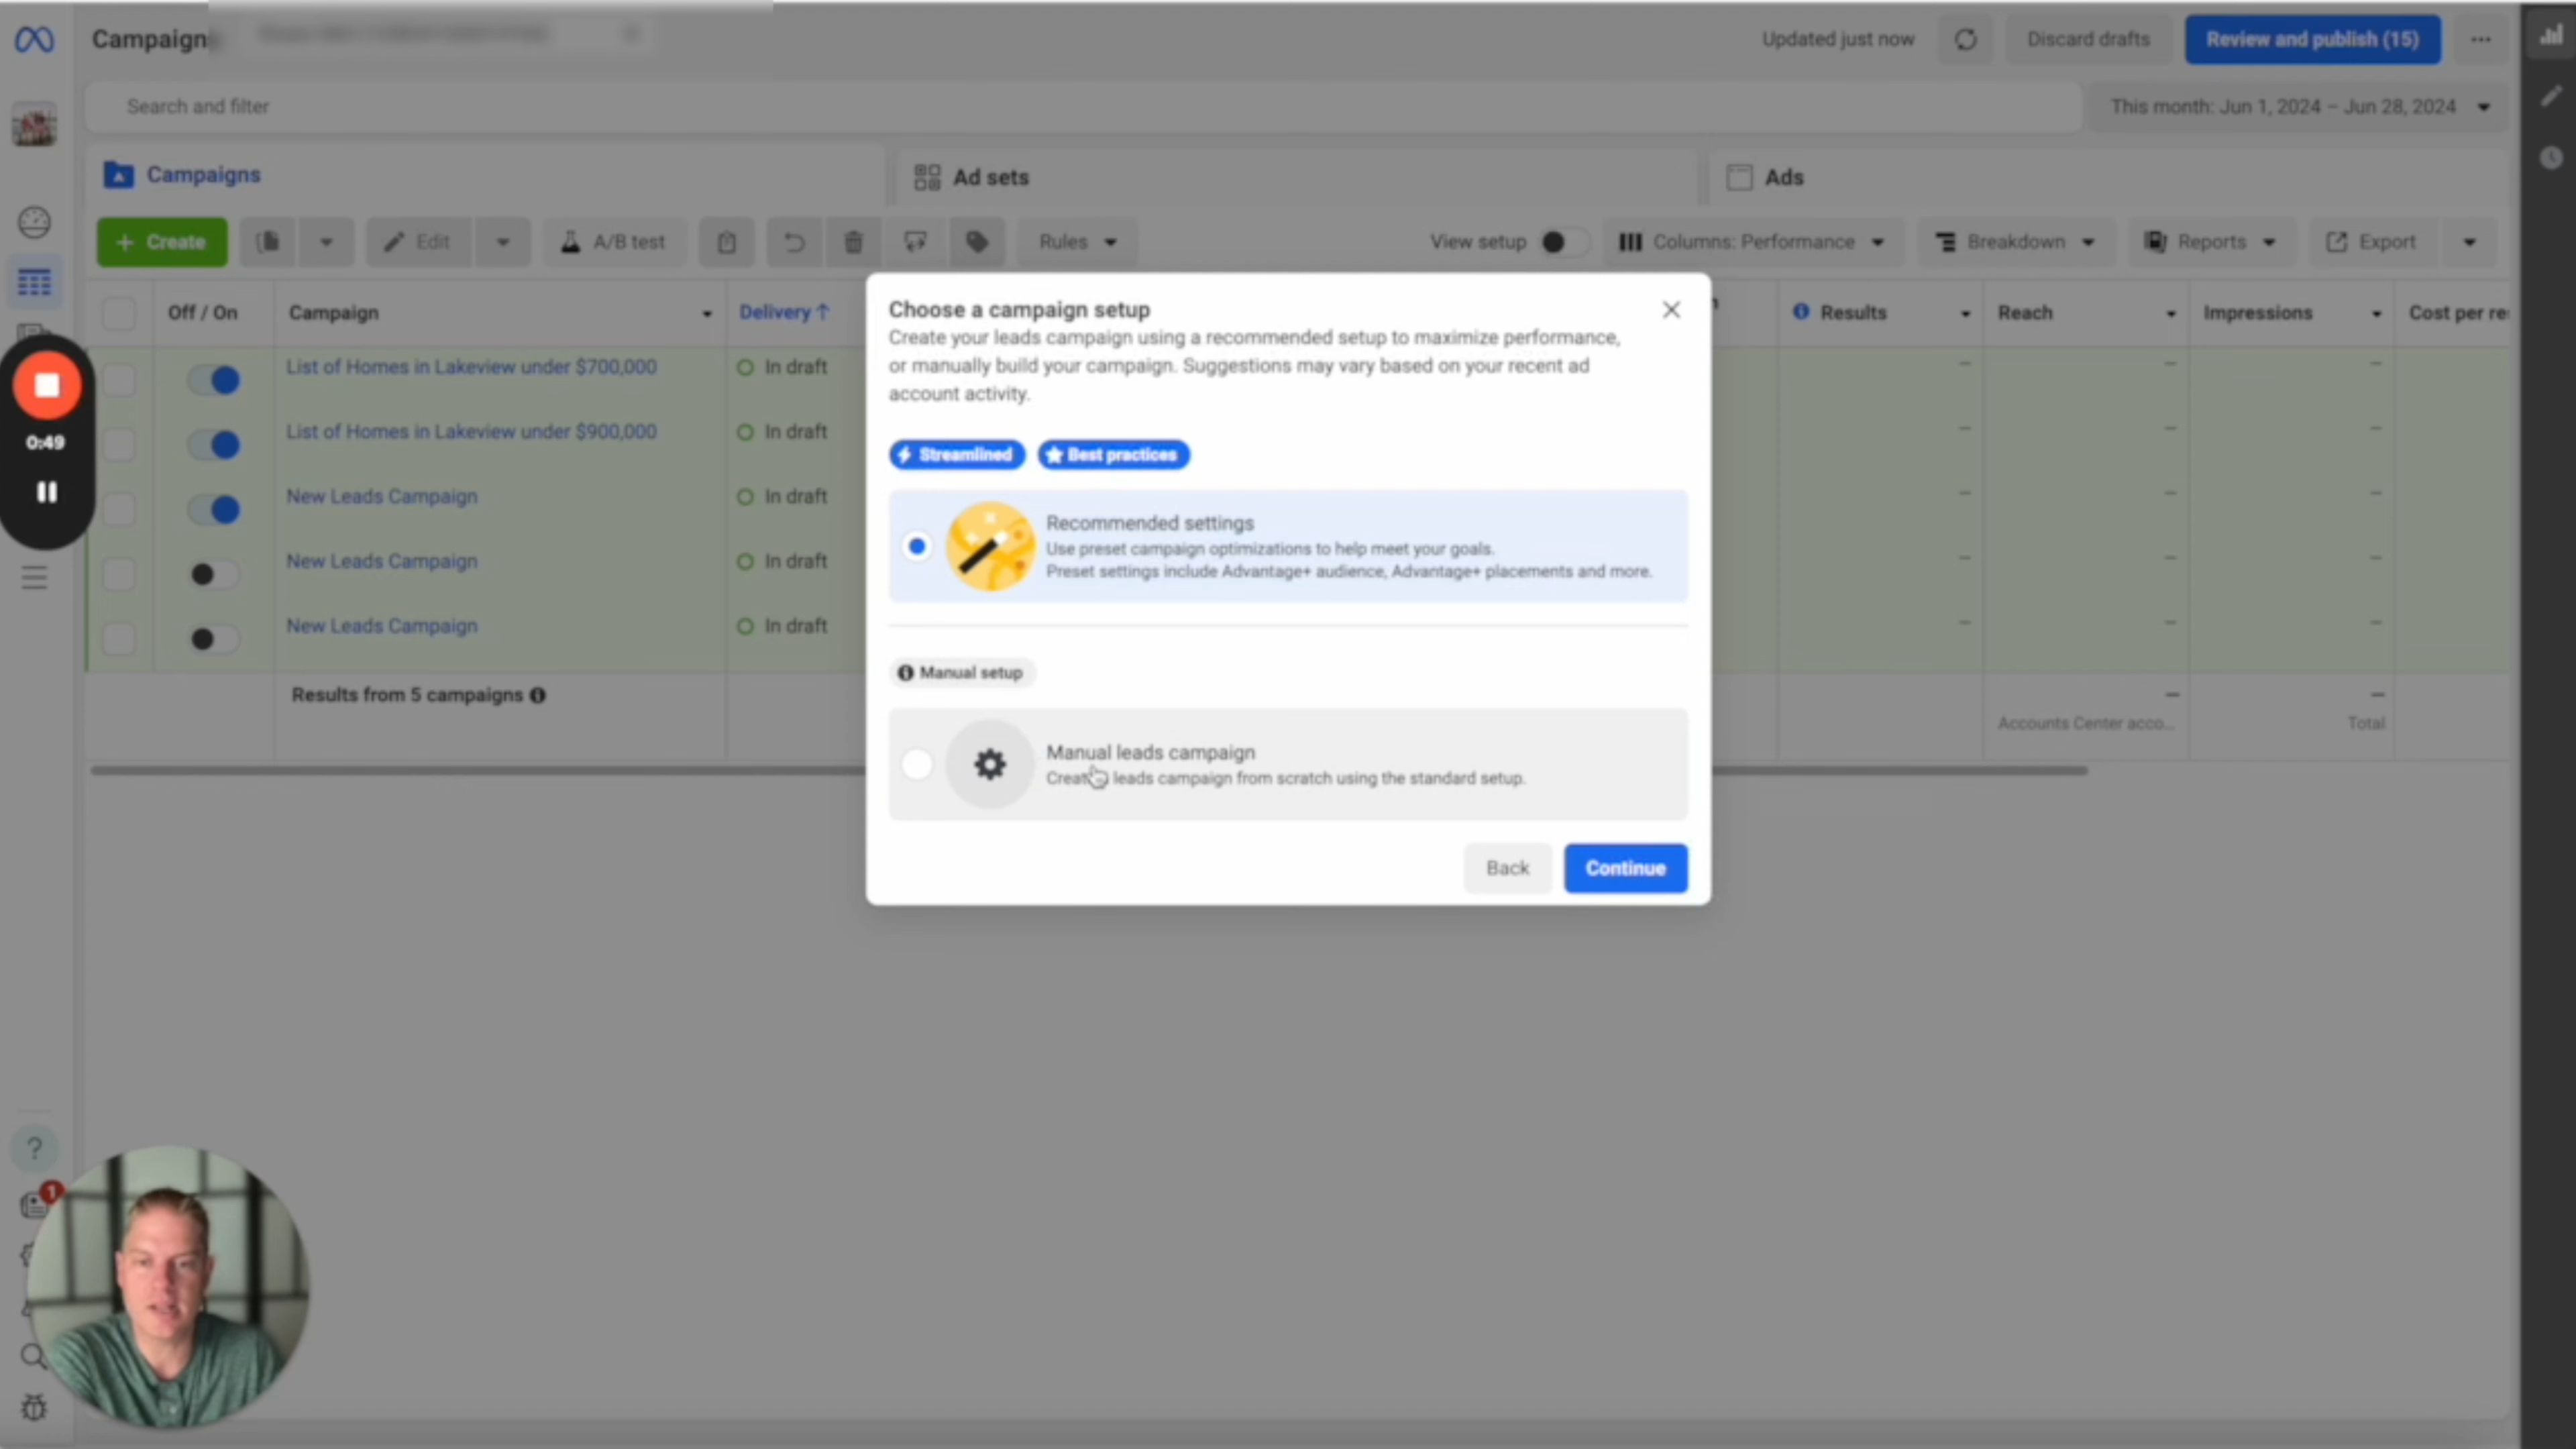 Campaign
Updated just now
Discard drafts
Review and publish (15)
Search and filter
This month: Jun 1, 2024 – Jun 28, 2024
Campaigns
Ad sets
Ads
+ Create
Edit
A/B test
Rules
View setup
Columns: Performance
Breakdown
Reports
Export
Off / On
Campaign
Delivery ↑
Results
Reach
Impressions
Cost per re
List of Homes in Lakeview under $700,000
In draft
List of Homes in Lakeview under $900,000
In draft
New Leads Campaign
In draft
New Leads Campaign
In draft
New Leads Campaign
In draft
Results from 5 campaigns
Accounts Center acco...
Total
0:49
Choose a campaign setup
Create your leads campaign using a recommended setup to maximize performance,
or manually build your campaign. Suggestions may vary based on your recent ad
account activity.
Streamlined
Best practices
Recommended settings
Use preset campaign optimizations to help meet your goals.
Preset settings include Advantage+ audience, Advantage+ placements and more.
Manual setup
Manual leads campaign
Create leads campaign from scratch using the standard setup.
Back
Continue
?
1